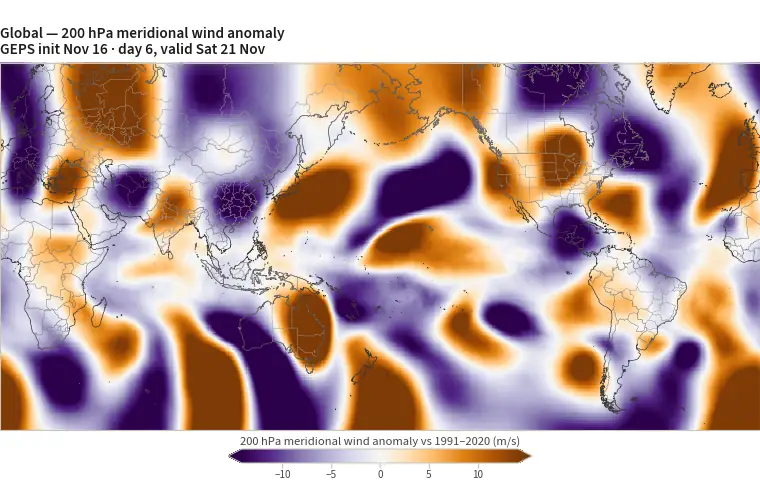 Global — 200 hPa meridional wind anomaly
GEPS init Nov 16 · day 6, valid Sat 21 Nov
200 hPa meridional wind anomaly vs 1991–2020 (m/s)
−10 −5 0 5 10